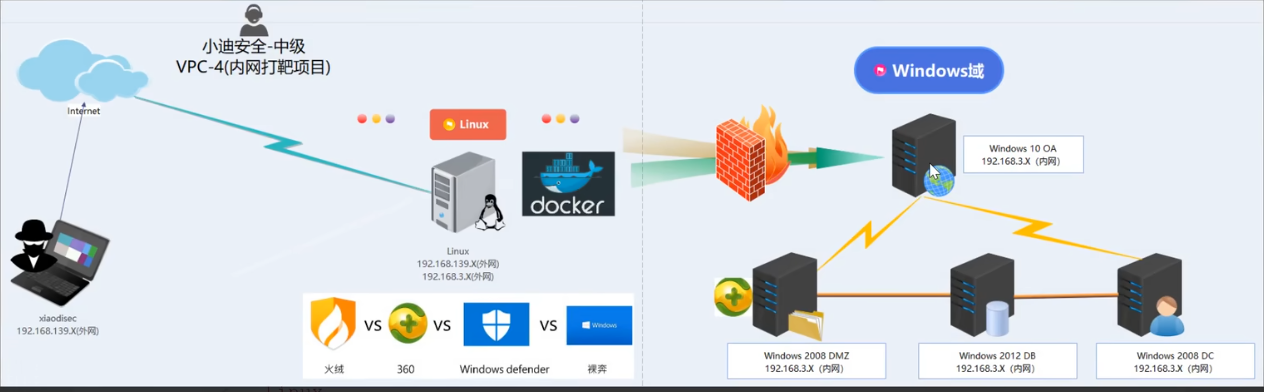 小迪安全-中级
VPC-4(内网打靶项目)
Internet
xiaodisec
192.168.139.X(外网)
Linux
docker
Linux
192.168.139.X(外网)
192.168.3.X(外网)
VS
VS
VS
Windows
火绒
360
Windows defender
裸奔
Windows域
Windows 10 OA
192.168.3.X（内网）
Windows 2008 DMZ
192.168.3.X（内网）
Windows 2012 DB
192.168.3.X（内网）
Windows 2008 DC
192.168.3.X（内网）